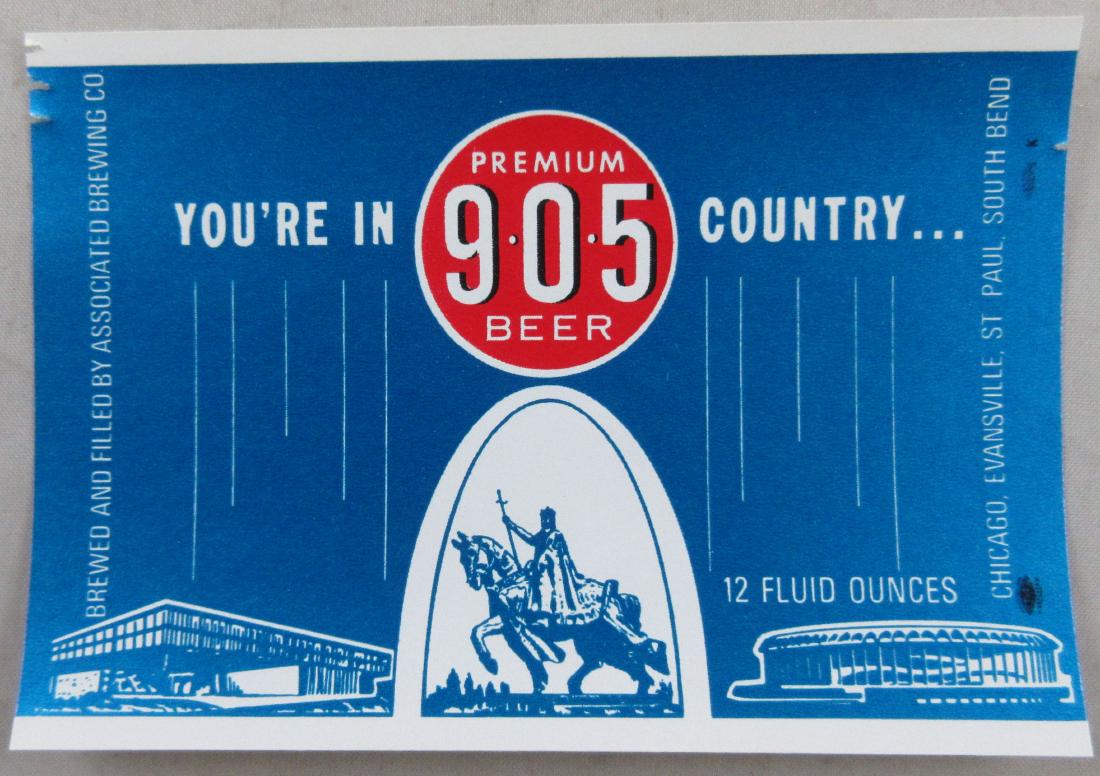 BREWED AND FILLED BY ASSOCIATED BREWING CO.
PREMIUM
YOU'RE IN 9·0·5 COUNTRY...
BEER
12 FLUID OUNCES
CHICAGO, EVANSVILLE, ST PAUL, SOUTH BEND
K